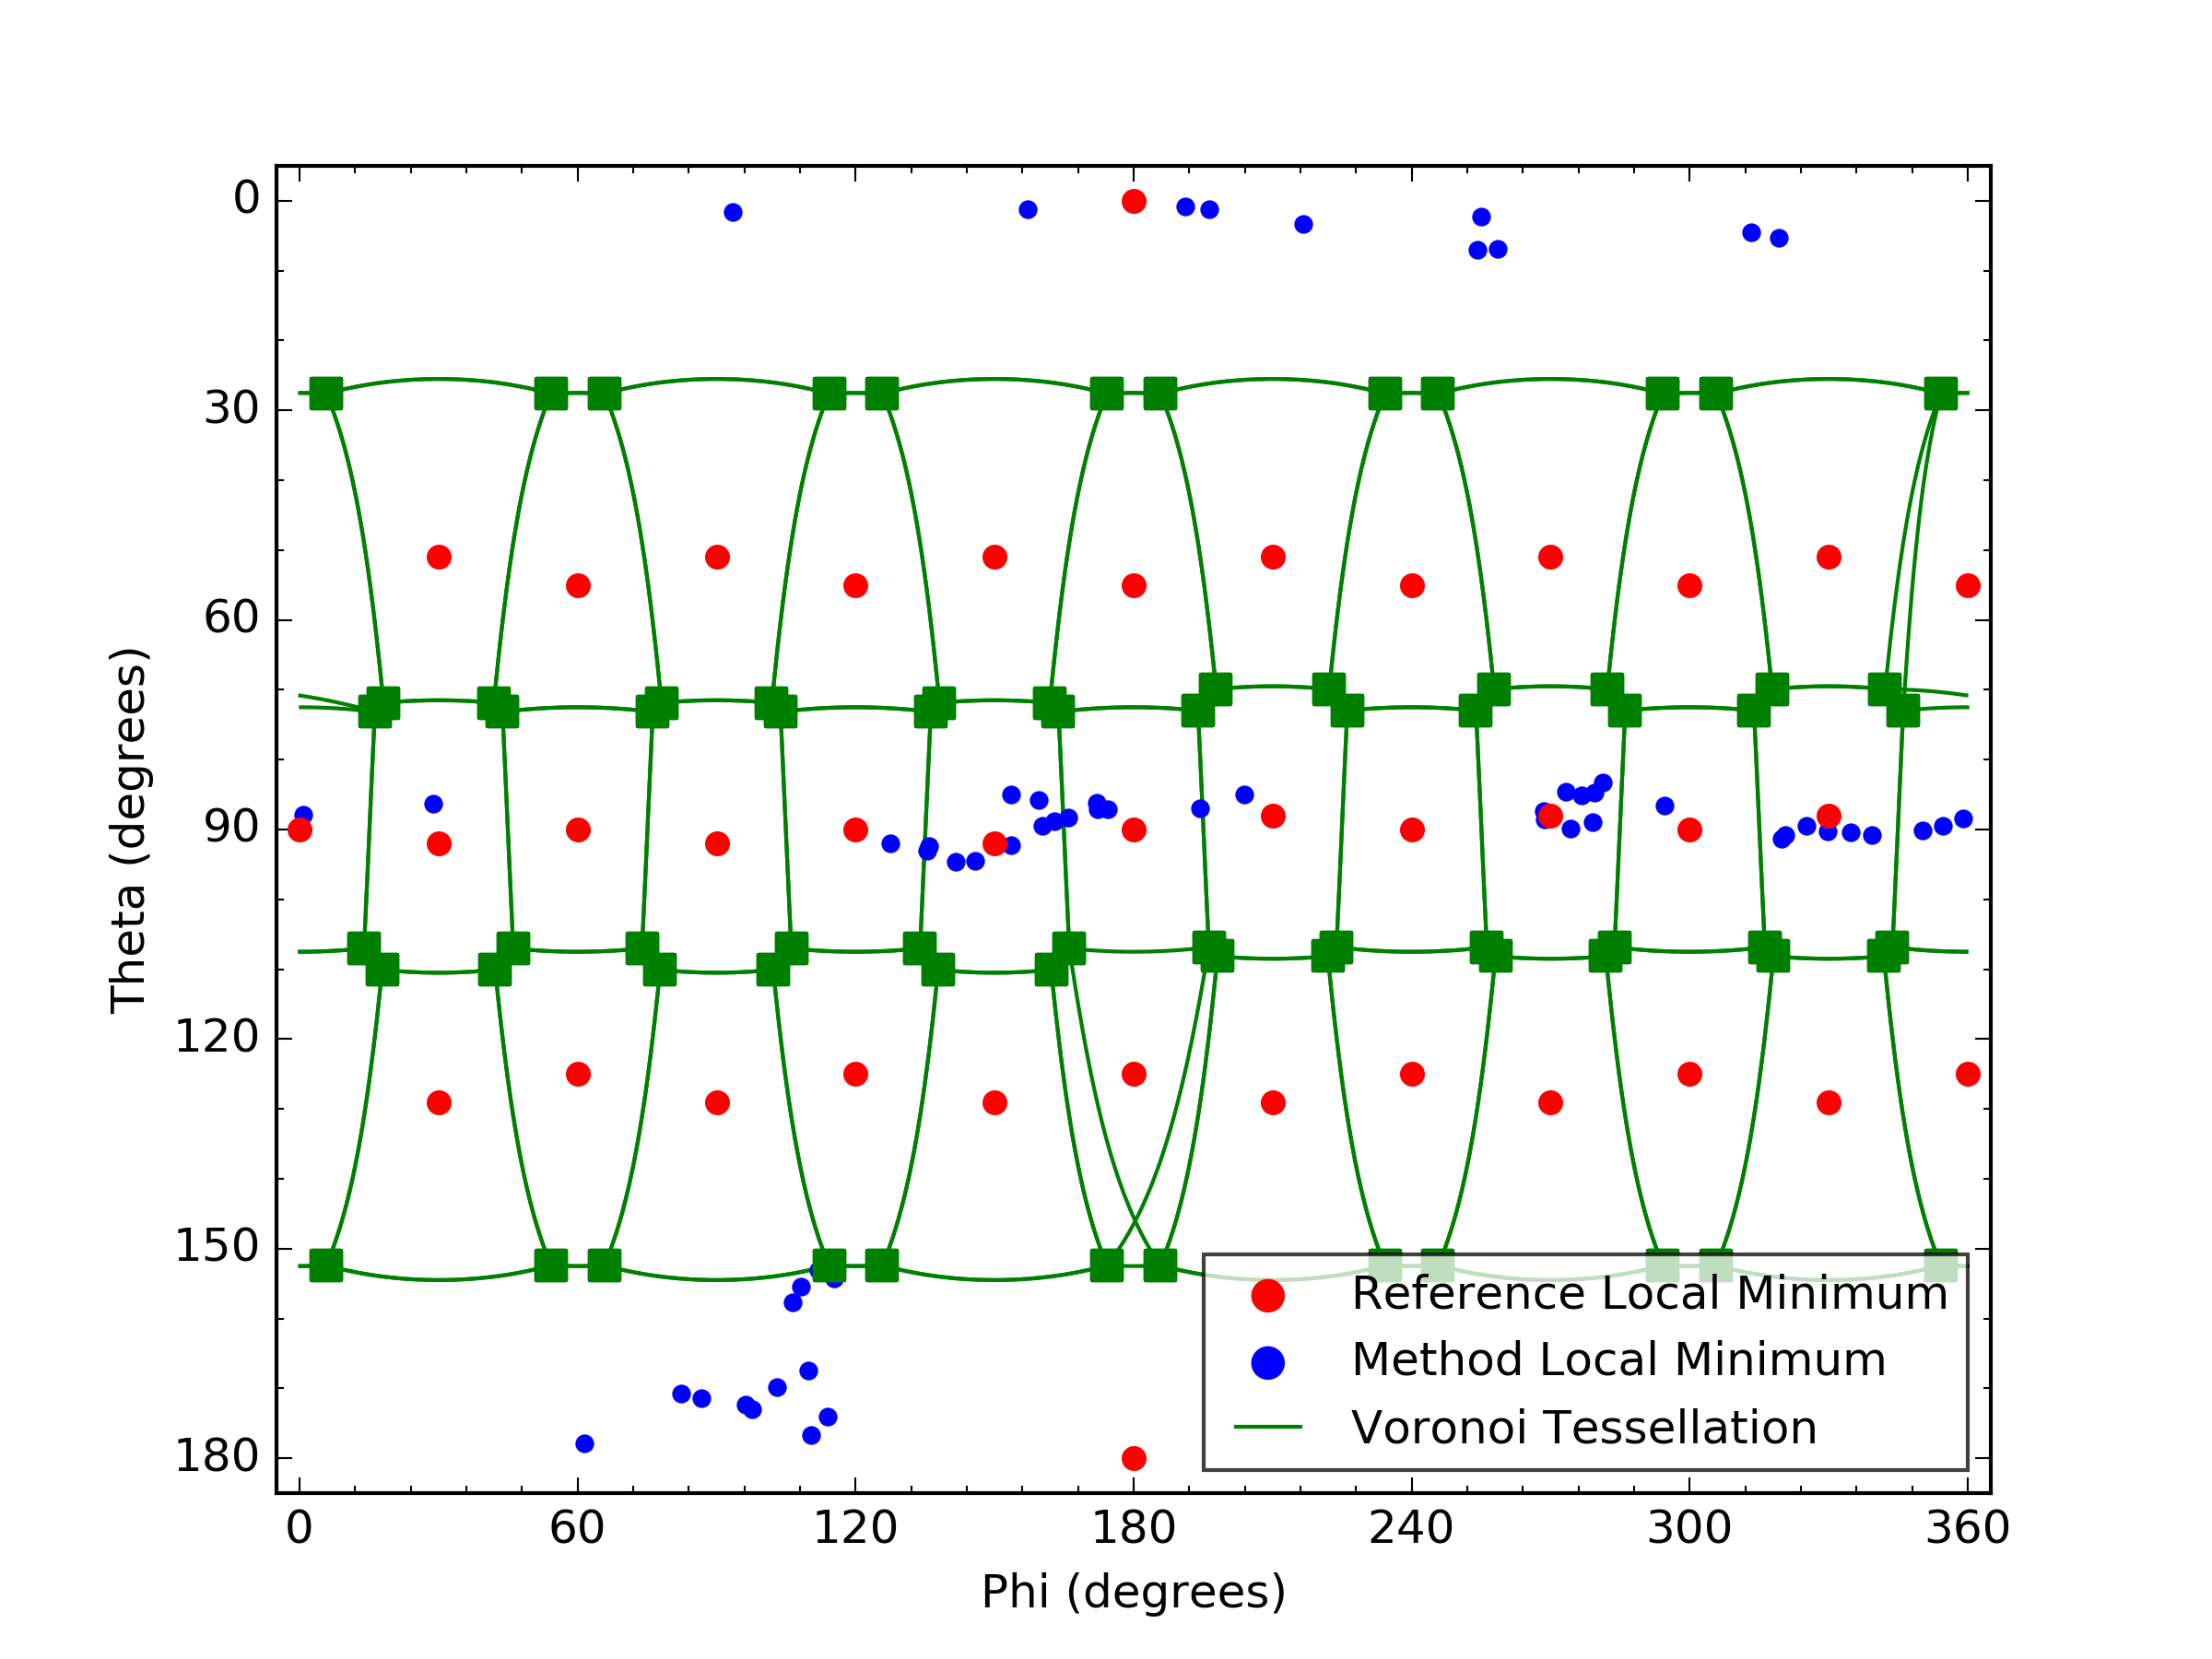 0
30
60
90
120
150
180
Theta (degrees)
Reference Local Minimum
Method Local Minimum
Voronoi Tessellation
0 60 120 180 240 300 360
Phi (degrees)